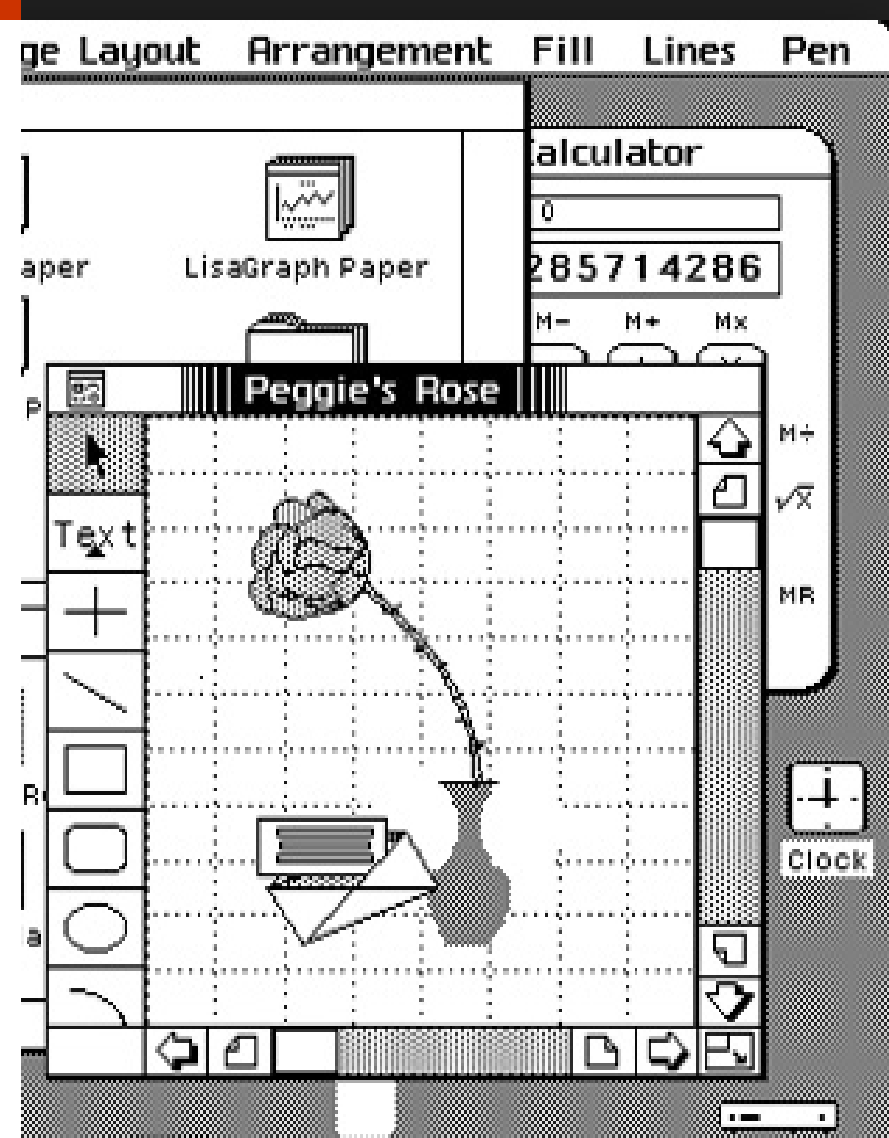 ge Layout Arrangement Fill Lines Pen
alculator
0
285714286
aper LisaGraph Paper
M- M+ Mx
P
Peggie's Rose
M÷
Text
√x
MR
R
Clock
a